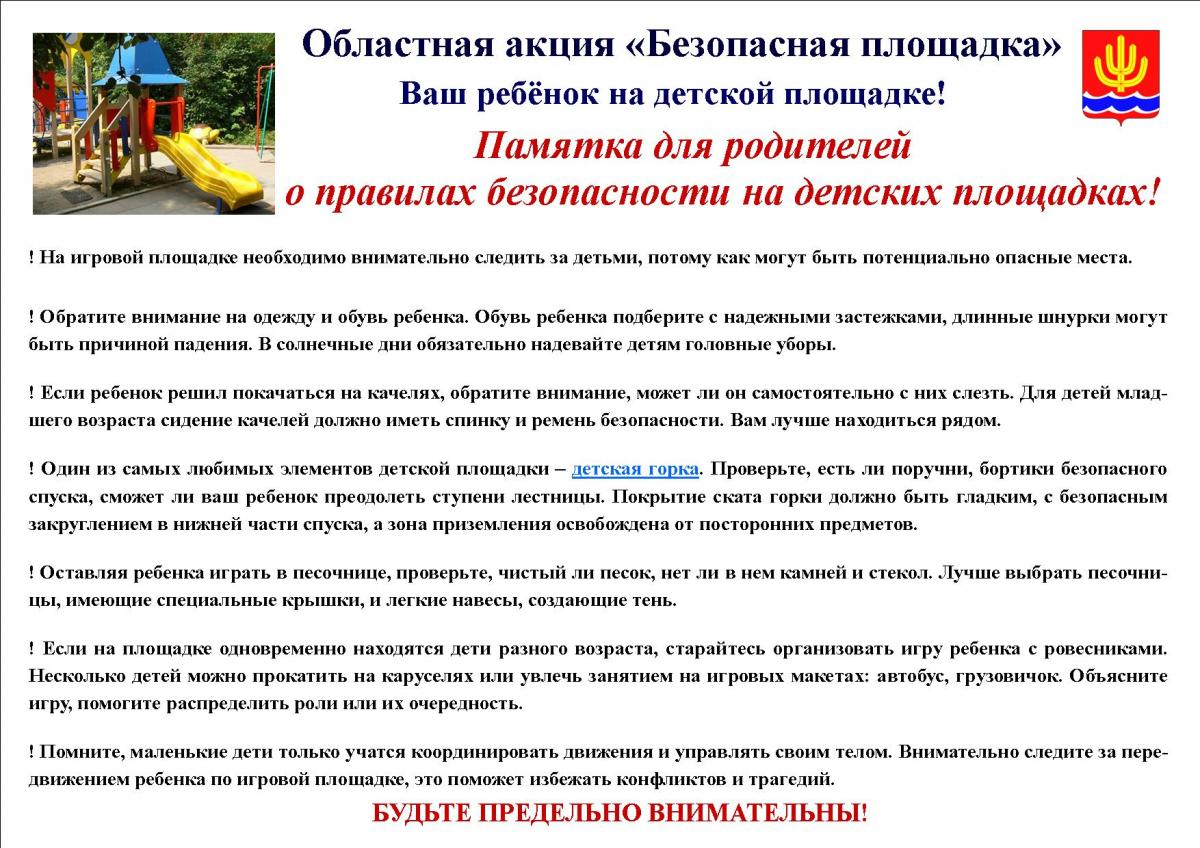 Областная акция «Безопасная площадка»
Ваш ребёнок на детской площадке!
Памятка для родителей
о правилах безопасности на детских площадках!
! На игровой площадке необходимо внимательно следить за детьми, потому как могут быть потенциально опасные места.
! Обратите внимание на одежду и обувь ребенка. Обувь ребенка подберите с надежными застежками, длинные шнурки могут
быть причиной падения. В солнечные дни обязательно надевайте детям головные уборы.
! Если ребенок решил покачаться на качелях, обратите внимание, может ли он самостоятельно с них слезть. Для детей млад-
шего возраста сидение качелей должно иметь спинку и ремень безопасности. Вам лучше находиться рядом.
! Один из самых любимых элементов детской площадки – детская горка. Проверьте, есть ли поручни, бортики безопасного
спуска, сможет ли ваш ребенок преодолеть ступени лестницы. Покрытие ската горки должно быть гладким, с безопасным
закруглением в нижней части спуска, а зона приземления освобождена от посторонних предметов.
! Оставляя ребенка играть в песочнице, проверьте, чистый ли песок, нет ли в нем камней и стекол. Лучше выбрать песочни-
цы, имеющие специальные крышки, и легкие навесы, создающие тень.
! Если на площадке одновременно находятся дети разного возраста, старайтесь организовать игру ребенка с ровесниками.
Несколько детей можно прокатить на каруселях или увлечь занятием на игровых макетах: автобус, грузовичок. Объясните
игру, помогите распределить роли или их очередность.
! Помните, маленькие дети только учатся координировать движения и управлять своим телом. Внимательно следите за пере-
движением ребенка по игровой площадке, это поможет избежать конфликтов и трагедий.
БУДЬТЕ ПРЕДЕЛЬНО ВНИМАТЕЛЬНЫ!